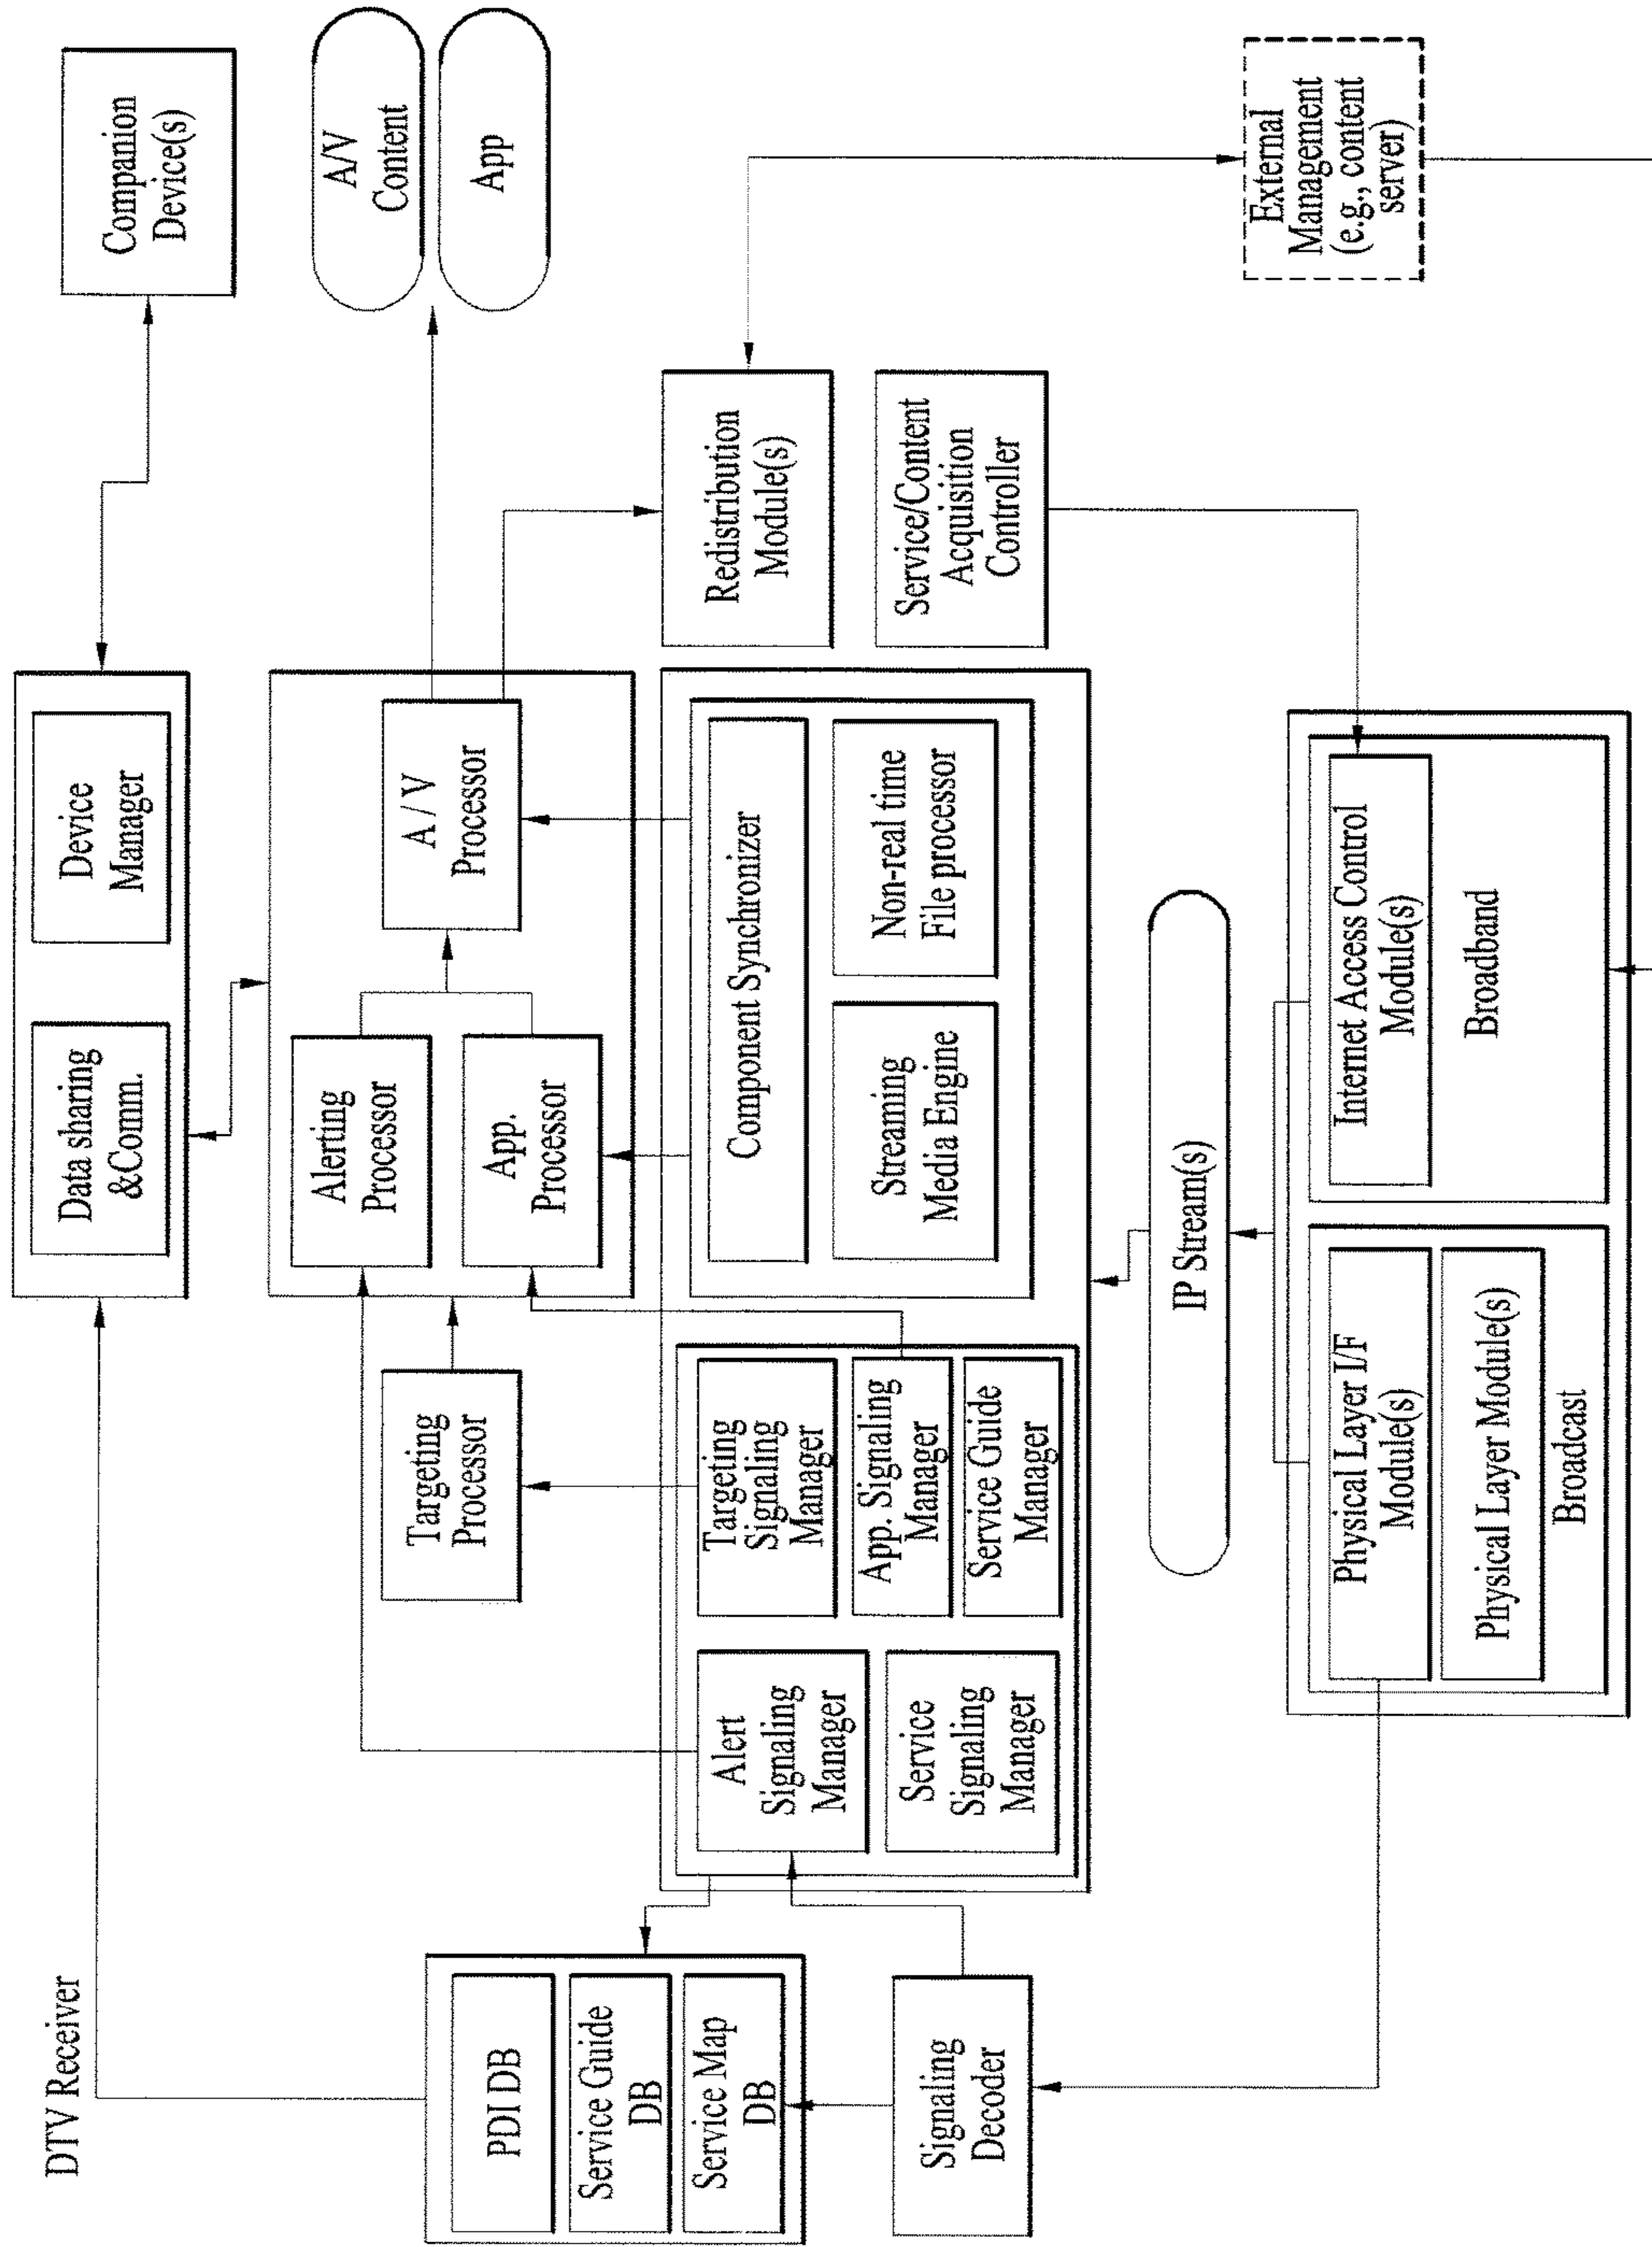 DTV Receiver
Data sharing
&Comm.
Device
Manager
Companion
Device(s)
PDI DB
Service Guide
DB
Service Map
DB
Targeting
Processor
Alerting
Processor
App.
Processor
A / V
Processor
A/V
Content
App
Signaling
Decoder
Alert
Signaling
Manager
Service
Signaling
Manager
Targeting
Signaling
Manager
App. Signaling
Manager
Service Guide
Manager
Component Synchronizer
Streaming
Media Engine
Non-real time
File processor
Redistribution
Module(s)
Service/Content
Acquisition
Controller
IP Stream(s)
Physical Layer I/F
Module(s)
Physical Layer Module(s)
Broadcast
Internet Access Control
Module(s)
Broadband
External
Management
(e.g., content
server)